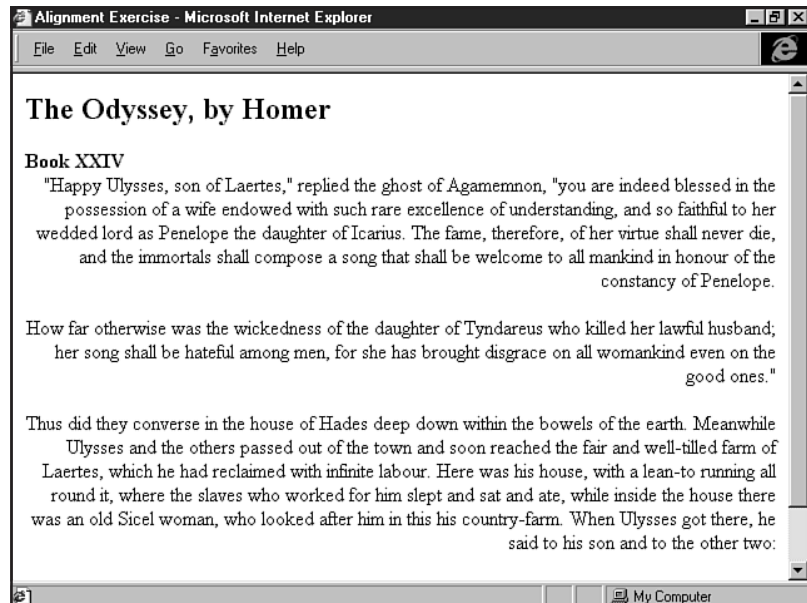 Alignment Exercise - Microsoft Internet Explorer
File Edit View Go Favorites Help
The Odyssey, by Homer
Book XXIV
"Happy Ulysses, son of Laertes," replied the ghost of Agamemnon, "you are indeed blessed in the
possession of a wife endowed with such rare excellence of understanding, and so faithful to her
wedded lord as Penelope the daughter of Icarius. The fame, therefore, of her virtue shall never die,
and the immortals shall compose a song that shall be welcome to all mankind in honour of the
constancy of Penelope.
How far otherwise was the wickedness of the daughter of Tyndareus who killed her lawful husband;
her song shall be hateful among men, for she has brought disgrace on all womankind even on the
good ones."
Thus did they converse in the house of Hades deep down within the bowels of the earth. Meanwhile
Ulysses and the others passed out of the town and soon reached the fair and well-tilled farm of
Laertes, which he had reclaimed with infinite labour. Here was his house, with a lean-to running all
round it, where the slaves who worked for him slept and sat and ate, while inside the house there
was an old Sicel woman, who looked after him in this his country-farm. When Ulysses got there, he
said to his son and to the other two:
My Computer